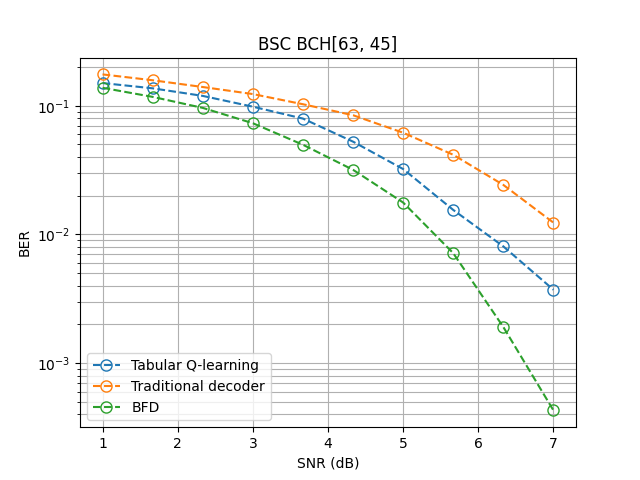 BSC BCH[63, 45]
BER
10⁻¹
10⁻²
10⁻³
Tabular Q-learning
Traditional decoder
BFD
1 2 3 4 5 6 7
SNR (dB)